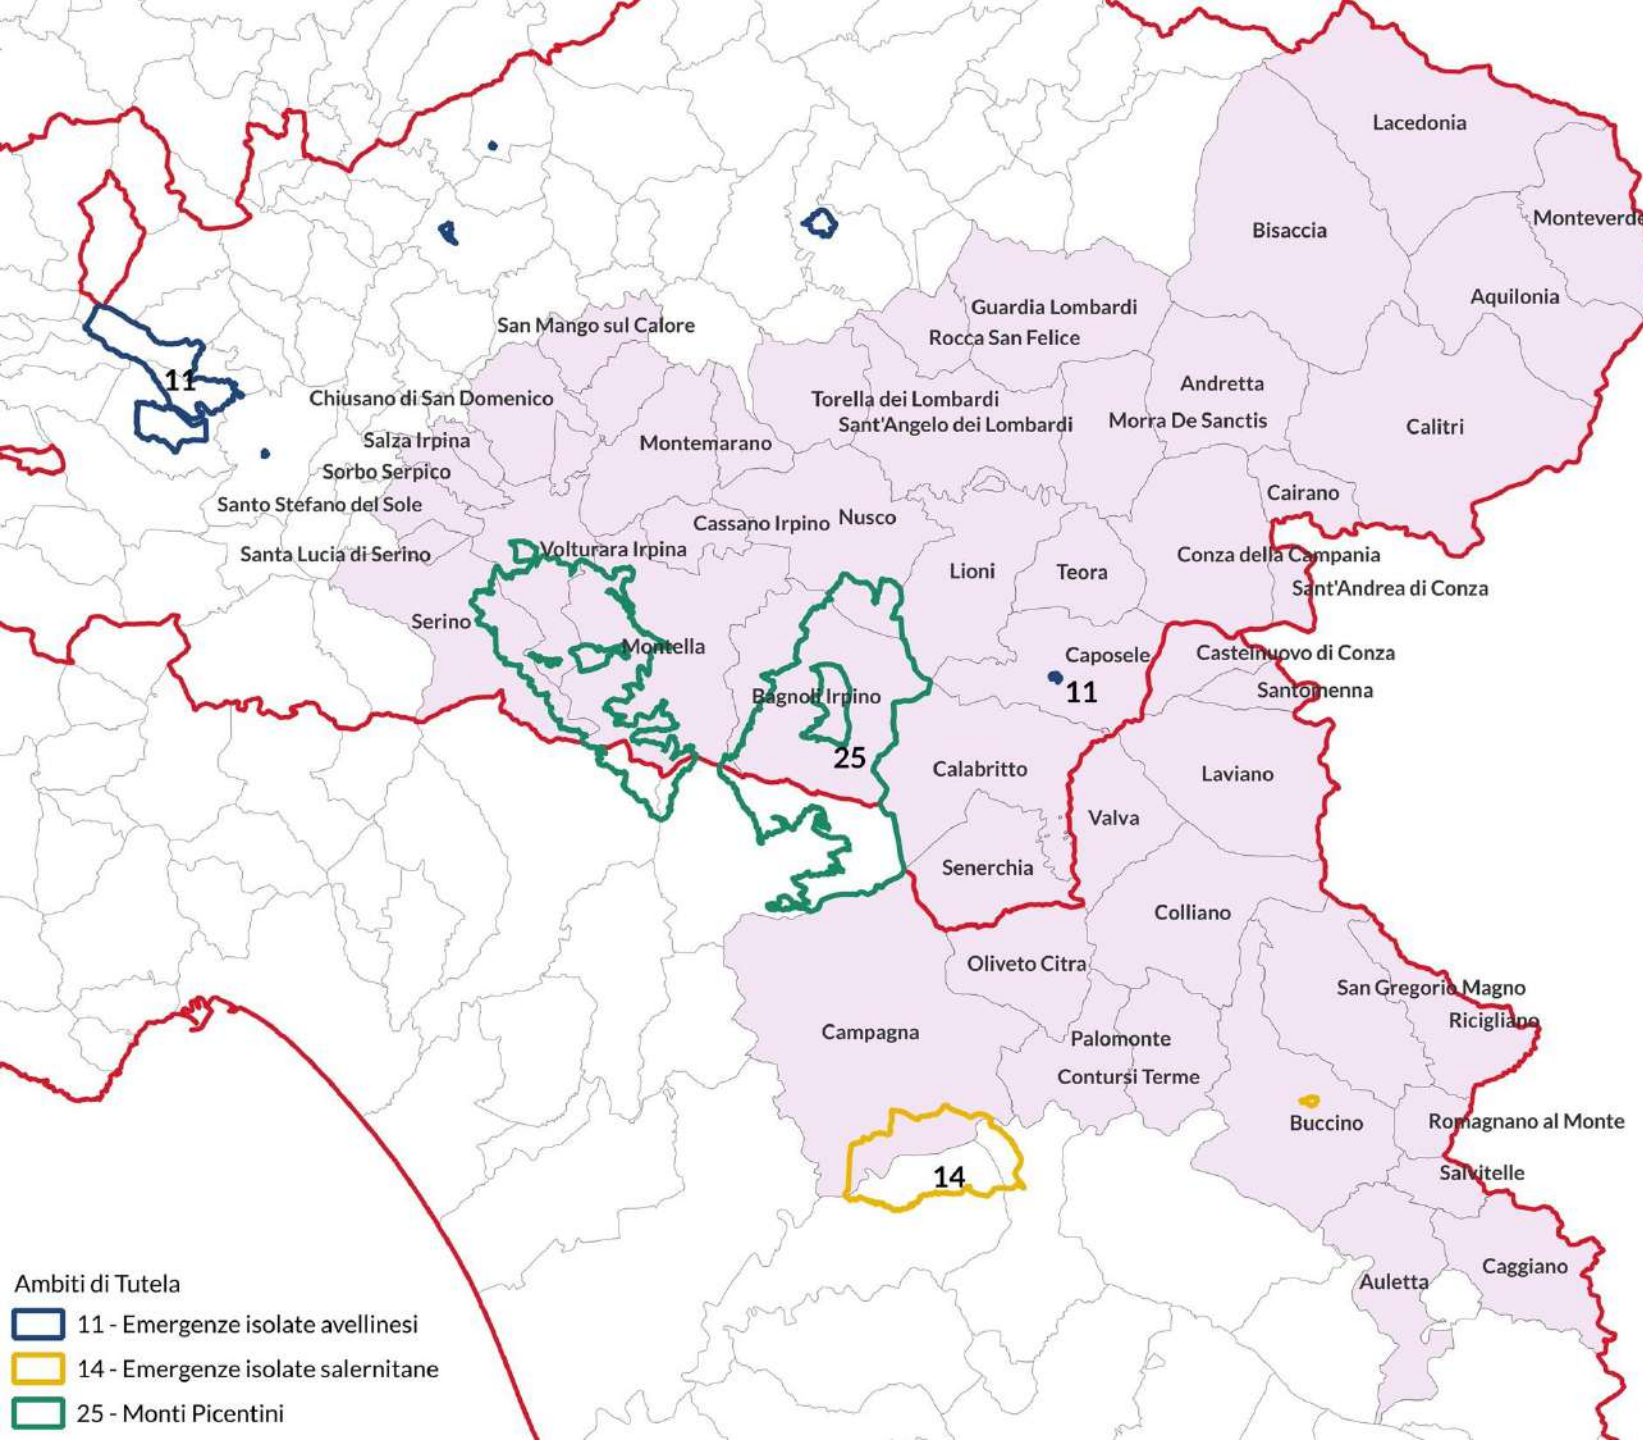 Lacedonia
Monteverde
Bisaccia
Aquilonia
Guardia Lombardi
San Mango sul Calore
Rocca San Felice
11
Andretta
Chiusano di San Domenico
Torella dei Lombardi
Morra De Sanctis
Sant'Angelo dei Lombardi
Calitri
Salza Irpina
Montemarano
Sorbo Serpico
Cairano
Santo Stefano del Sole
Cassano Irpino
Nusco
Volturara Irpina
Santa Lucia di Serino
Conza della Campania
Lioni
Teora
Sant'Andrea di Conza
Serino
Montella
Caposele
Castelnuovo di Conza
11
Santomenna
Bagnoli Irpino
25
Calabritto
Laviano
Valva
Senerchia
Colliano
Oliveto Citra
San Gregorio Magno
Ricigliano
Campagna
Palomonte
Contursi Terme
Buccino
Romagnano al Monte
14
Salvitelle
Caggiano
Auletta
Ambiti di Tutela
11 - Emergenze isolate avellinesi
14 - Emergenze isolate salernitane
25 - Monti Picentini